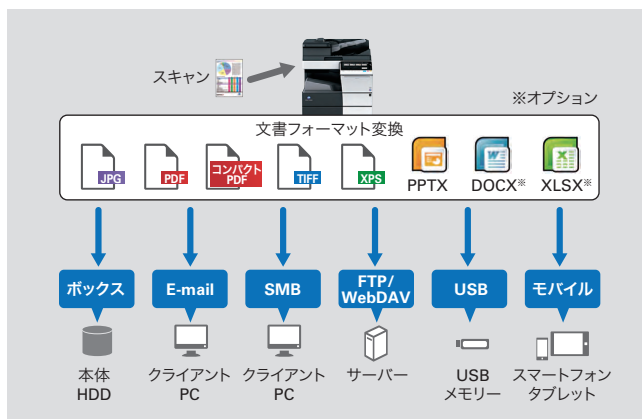 スキャン
※オプション
文書フォーマット変換
JPG
PDF
コンパクト
PDF
TIFF
XPS
PPTX
DOCX※
XLSX※
ボックス
E-mail
SMB
FTP/
WebDAV
USB
モバイル
本体
HDD
クライアント
PC
クライアント
PC
サーバー
USB
メモリー
スマートフォン
タブレット